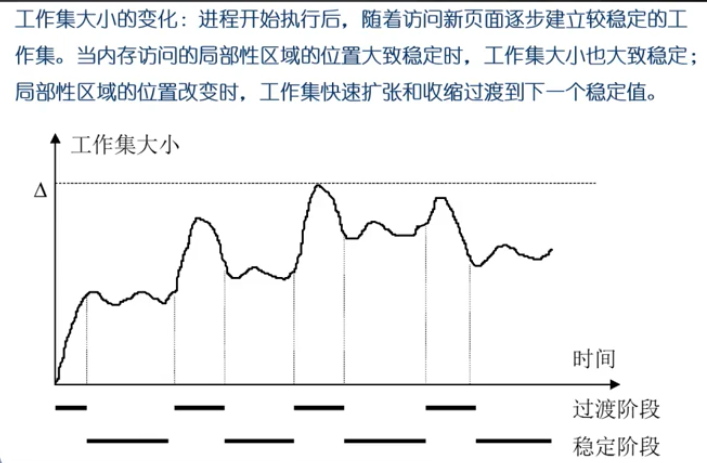 工作集大小的变化：进程开始执行后，随着访问新页面逐步建立较稳定的工
作集。当内存访问的局部性区域的位置大致稳定时，工作集大小也大致稳定；
局部性区域的位置改变时，工作集快速扩张和收缩过渡到下一个稳定值。
工作集大小
Δ
时间
过渡阶段
稳定阶段